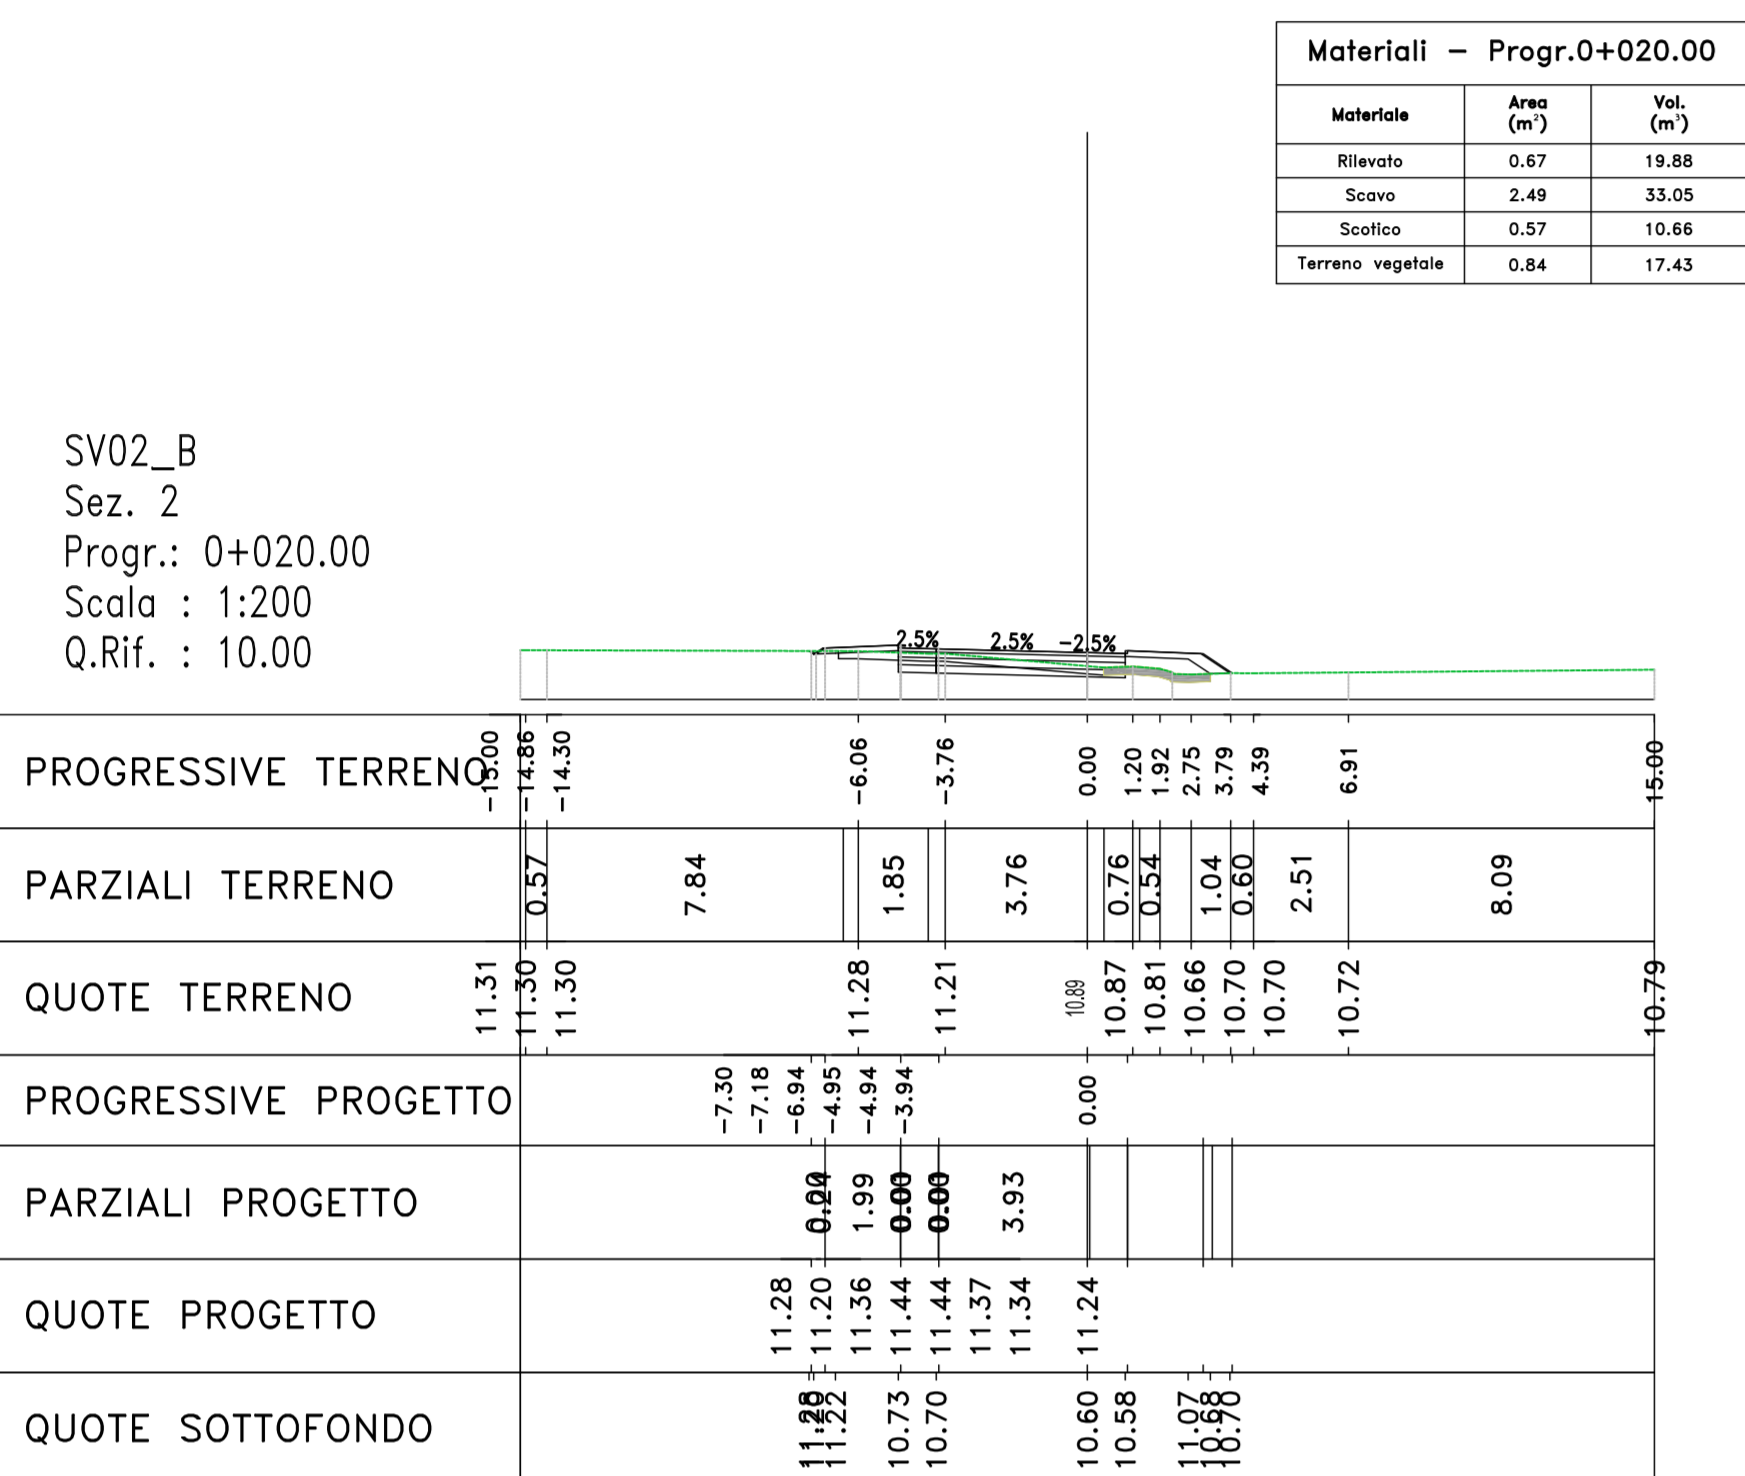 Materiali – Progr.0+020.00
Materiale Area (m²) Vol. (m³)
Rilevato 0.67 19.88
Scavo 2.49 33.05
Scotico 0.57 10.66
Terreno vegetale 0.84 17.43
SV02_B
Sez. 2
Progr.: 0+020.00
Scala : 1:200
Q.Rif. : 10.00
2.5% 2.5% −2.5%
PROGRESSIVE TERRENO −15.00 −14.86 −14.30 −6.06 −3.76 0.00 1.20 1.92 2.75 3.79 4.39 6.91 15.00
PARZIALI TERRENO 0.57 7.84 1.85 3.76 0.76 0.54 1.04 0.60 2.51 8.09
QUOTE TERRENO 11.31 11.30 11.30 11.28 11.21 10.89 10.87 10.81 10.66 10.70 10.70 10.72 10.79
PROGRESSIVE PROGETTO −7.30 −7.18 −6.94 −4.95 −4.94 −3.94 0.00
PARZIALI PROGETTO 0.24 1.99 3.93
QUOTE PROGETTO 11.28 11.20 11.36 11.44 11.44 11.37 11.34 11.24
QUOTE SOTTOFONDO 11.22 10.73 10.70 10.60 10.58 11.07 10.68 10.70